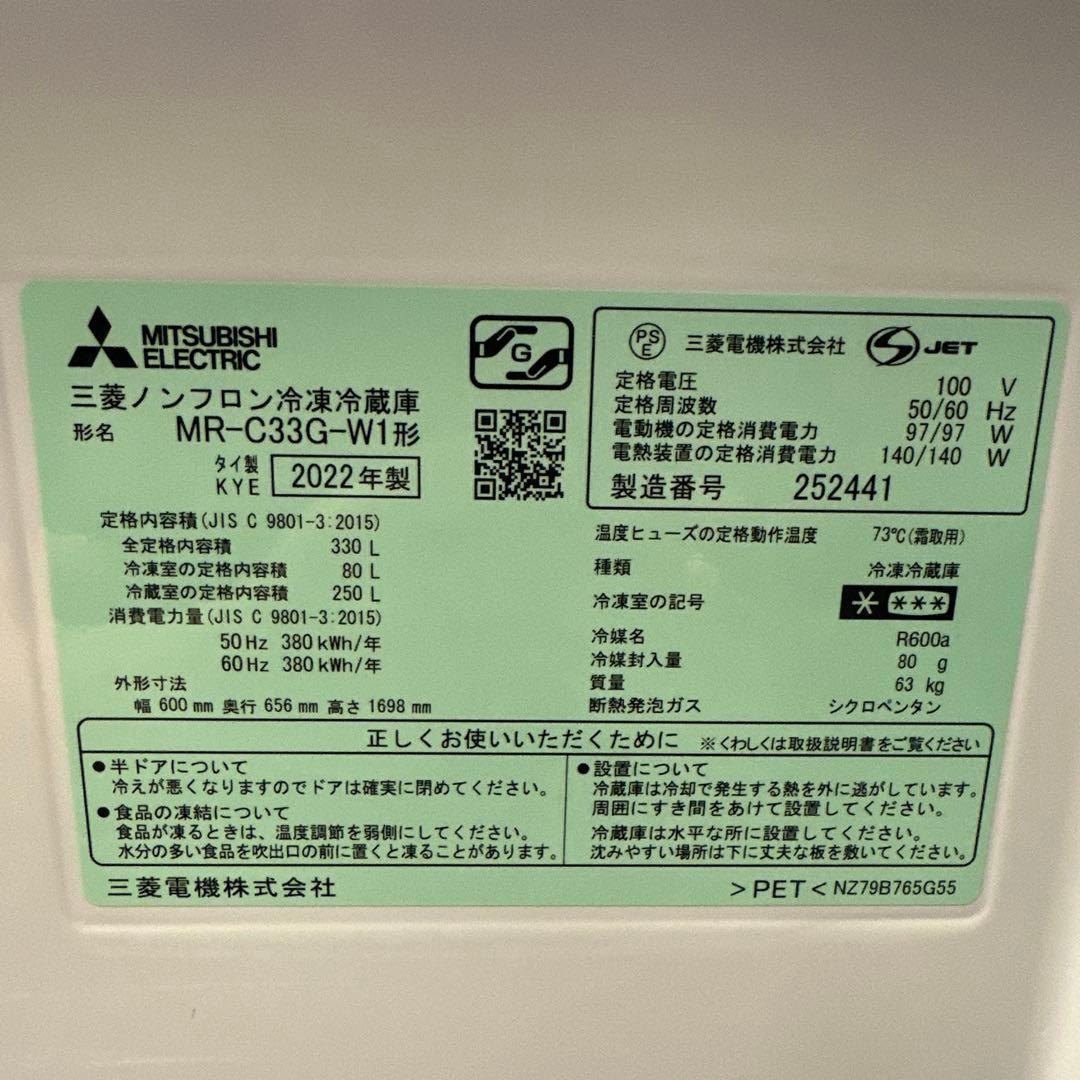 MITSUBISHI
ELECTRIC
三菱ノンフロン冷凍冷蔵庫
形名 MR-C33G-W1形
タイ製
KYE 2022年製
G
定格内容積(JIS C 9801-3:2015)
全定格内容積 330 L
冷凍室の定格内容積 80 L
冷蔵室の定格内容積 250 L
消費電力量(JIS C 9801-3:2015)
50Hz 380kWh/年
60Hz 380kWh/年
外形寸法
幅 600 mm 奥行 656 mm 高さ 1698 mm
PSE 三菱電機株式会社 JET
定格電圧 100 V
定格周波数 50/60 Hz
電動機の定格消費電力 97/97 W
電熱装置の定格消費電力 140/140 W
製造番号 252441
温度ヒューズの定格動作温度 73℃(霜取用)
種類 冷凍冷蔵庫
冷凍室の記号 * ***
冷媒名 R600a
冷媒封入量 80 g
質量 63 kg
断熱発泡ガス シクロペンタン
正しくお使いいただくために ※くわしくは取扱説明書をご覧ください
●半ドアについて
冷えが悪くなりますのでドアは確実に閉めてください。
●食品の凍結について
食品が凍るときは、温度調節を弱側にしてください。
水分の多い食品を吹出口の前に置くと凍ることがあります。
●設置について
冷蔵庫は冷却で発生する熱を外に逃がしています。
周囲にすき間をあけて設置してください。
冷蔵庫は水平な所に設置してください。
沈みやすい場所は下に丈夫な板を敷いてください。
三菱電機株式会社 >PET< NZ79B765G55